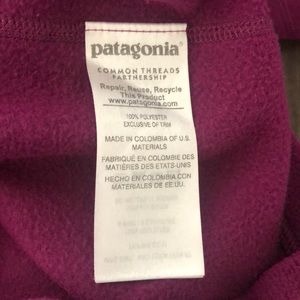 patagonia®
COMMON THREADS
PARTNERSHIP
Repair, Reuse, Recycle
This Product
www.patagonia.com
100% POLYESTER
EXCLUSIVE OF TRIM
MADE IN COLOMBIA OF U.S.
MATERIALS
FABRIQUÉ EN COLOMBIE DES
MATIÈRES DES ETATS-UNIS
HECHO EN COLOMBIA CON
MATERIALES DE EE.UU.